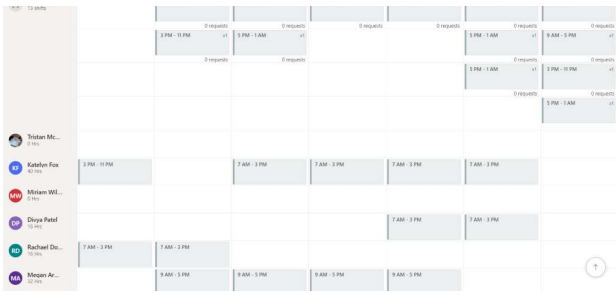 13 shifts
0 requests 0 requests 0 requests 0 requests 0 requests 0 requests
3 PM - 11 PM x1 5 PM - 1 AM x1 5 PM - 1 AM x1 9 AM - 5 PM x1
0 requests 0 requests 0 requests 0 requests
5 PM - 1 AM x1 3 PM - 11 PM x1
0 requests 0 requests
5 PM - 1 AM x1
Tristan Mc...
0 Hrs
KF Katelyn Fox 3 PM - 11 PM 7 AM - 3 PM 7 AM - 3 PM 7 AM - 3 PM 7 AM - 3 PM
40 Hrs
MW Miriam Wil...
0 Hrs
DP Divya Patel 7 AM - 3 PM 7 AM - 3 PM
16 Hrs
RD Rachael Do... 7 AM - 3 PM 7 AM - 3 PM
16 Hrs
MA Megan Ar... 9 AM - 5 PM 9 AM - 5 PM 9 AM - 5 PM 9 AM - 5 PM
32 Hrs